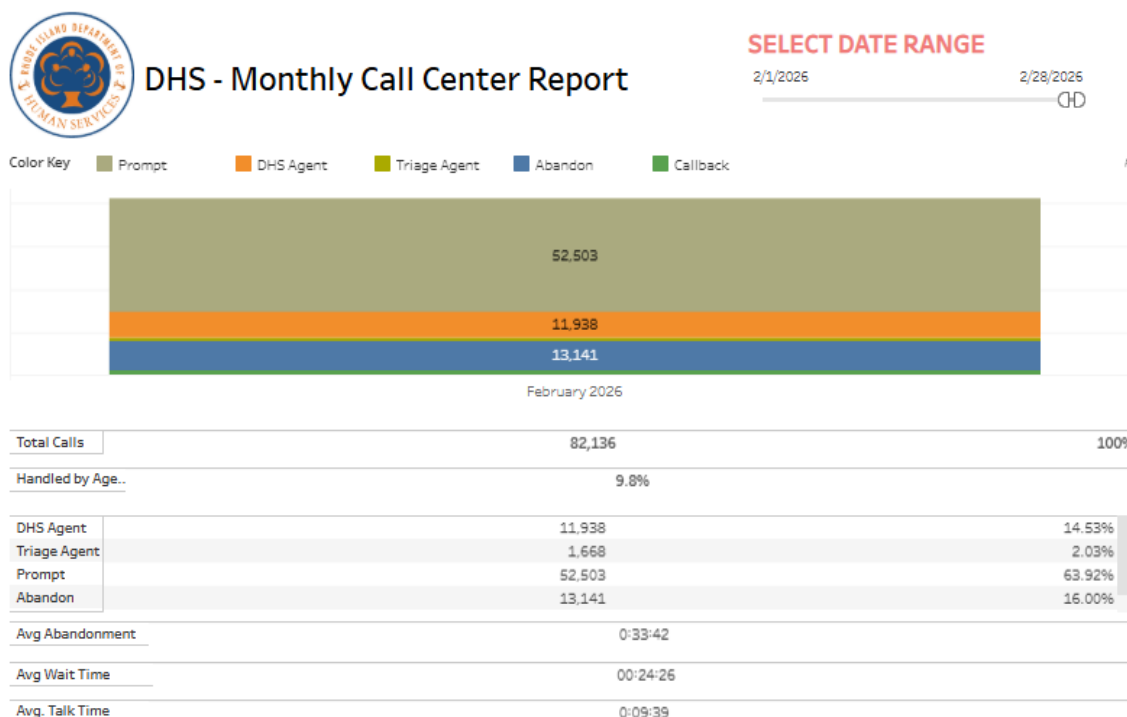 RHODE ISLAND DEPARTMENT OF HUMAN SERVICES
DHS - Monthly Call Center Report
SELECT DATE RANGE
2/1/2026 2/28/2026
Color Key Prompt DHS Agent Triage Agent Abandon Callback
52,503
11,938
13,141
February 2026
Total Calls 82,136 100%
Handled by Age.. 9.8%
DHS Agent 11,938 14.53%
Triage Agent 1,668 2.03%
Prompt 52,503 63.92%
Abandon 13,141 16.00%
Avg Abandonment 0:33:42
Avg Wait Time 00:24:26
Avg. Talk Time 0:09:39